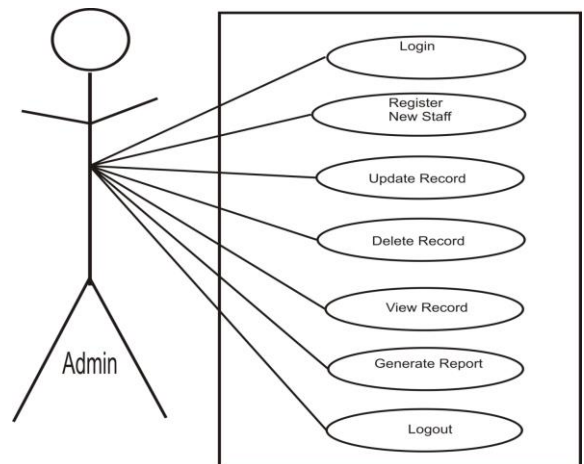 Login
Register
New Staff
Update Record
Delete Record
View Record
Generate Report
Logout
Admin